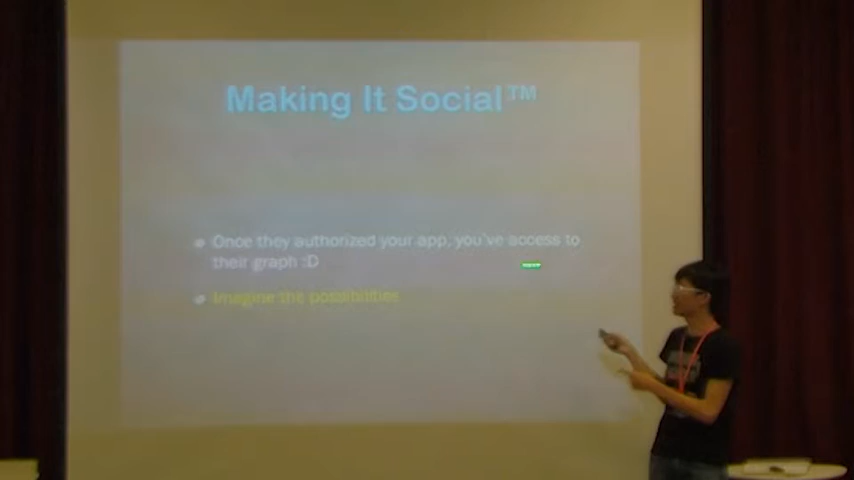 Making It Social™
Once they authorized your app, you've access to
their graph :D
Imagine the possibilities